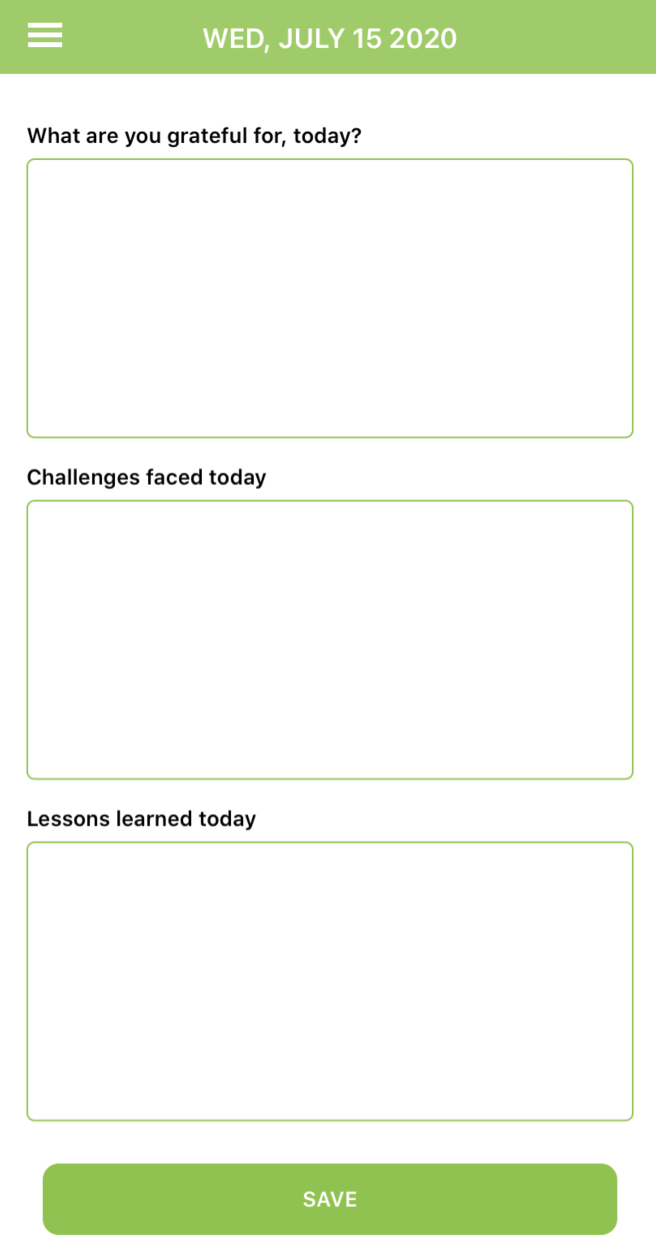 WED, JULY 15 2020
What are you grateful for, today?
Challenges faced today
Lessons learned today
SAVE